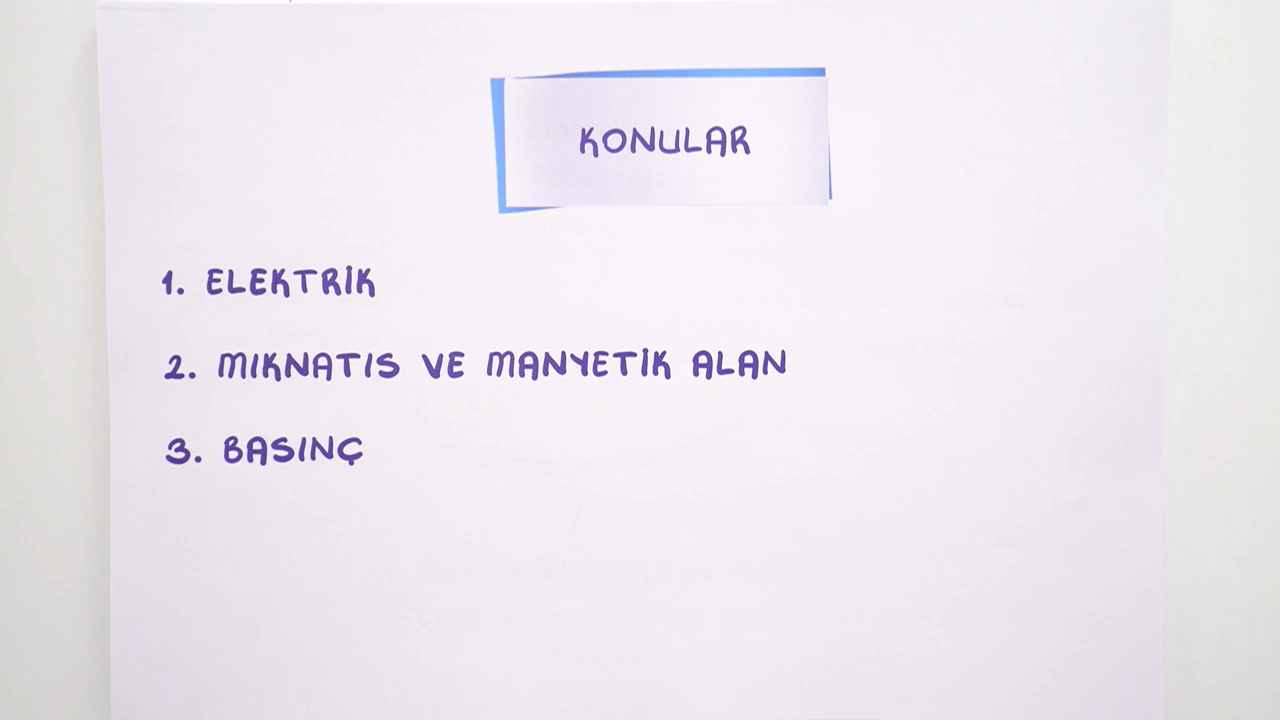 KONULAR
1. ELEKTRİK
2. MIKNATIS VE MANYETİK ALAN
3. BASINÇ